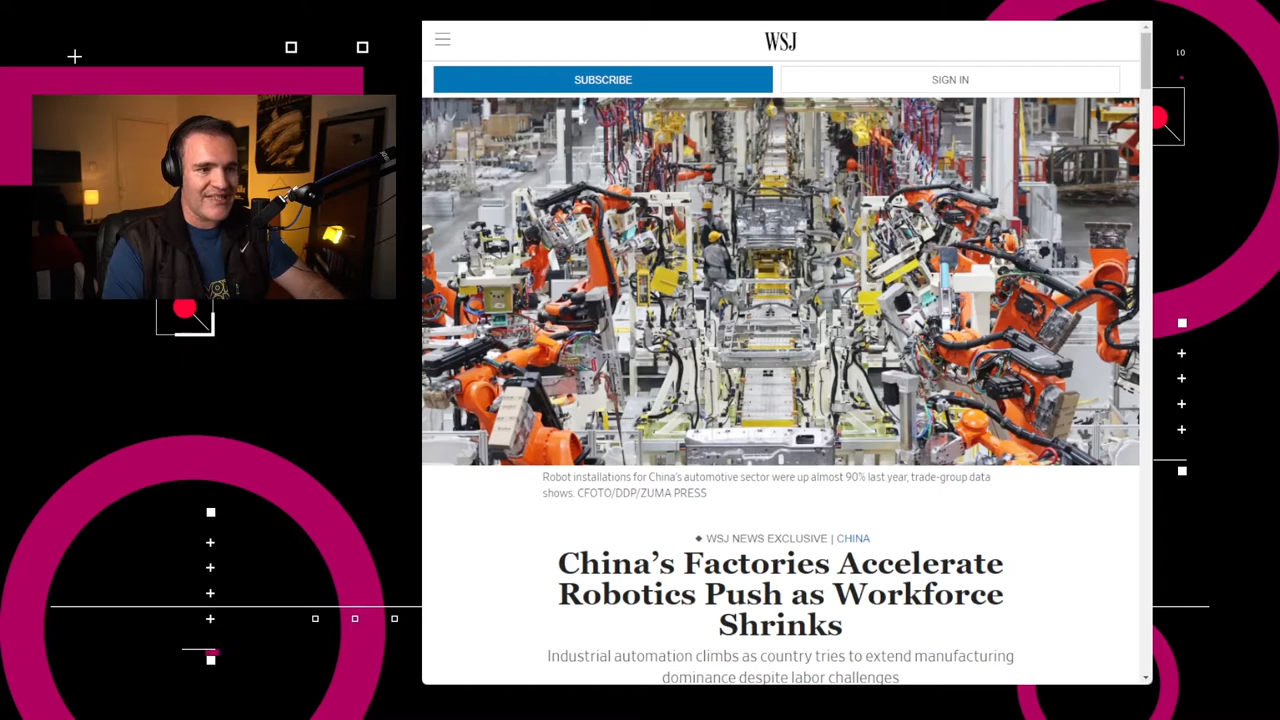 WSJ
SUBSCRIBE
SIGN IN
Robot installations for China's automotive sector were up almost 90% last year, trade-group data
shows. CFOTO/DDP/ZUMA PRESS
◆ WSJ NEWS EXCLUSIVE | CHINA
China's Factories Accelerate
Robotics Push as Workforce
Shrinks
Industrial automation climbs as country tries to extend manufacturing
dominance despite labor challenges
01